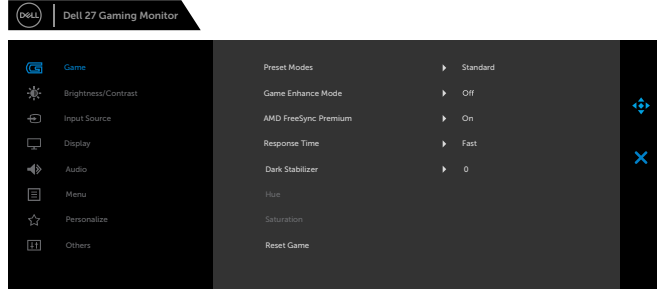 DELL
Dell 27 Gaming Monitor
Game
Preset Modes
Standard
Brightness/Contrast
Game Enhance Mode
Off
Input Source
AMD FreeSync Premium
On
Display
Response Time
Fast
Audio
Dark Stabilizer
0
Menu
Hue
Personalize
Saturation
Others
Reset Game